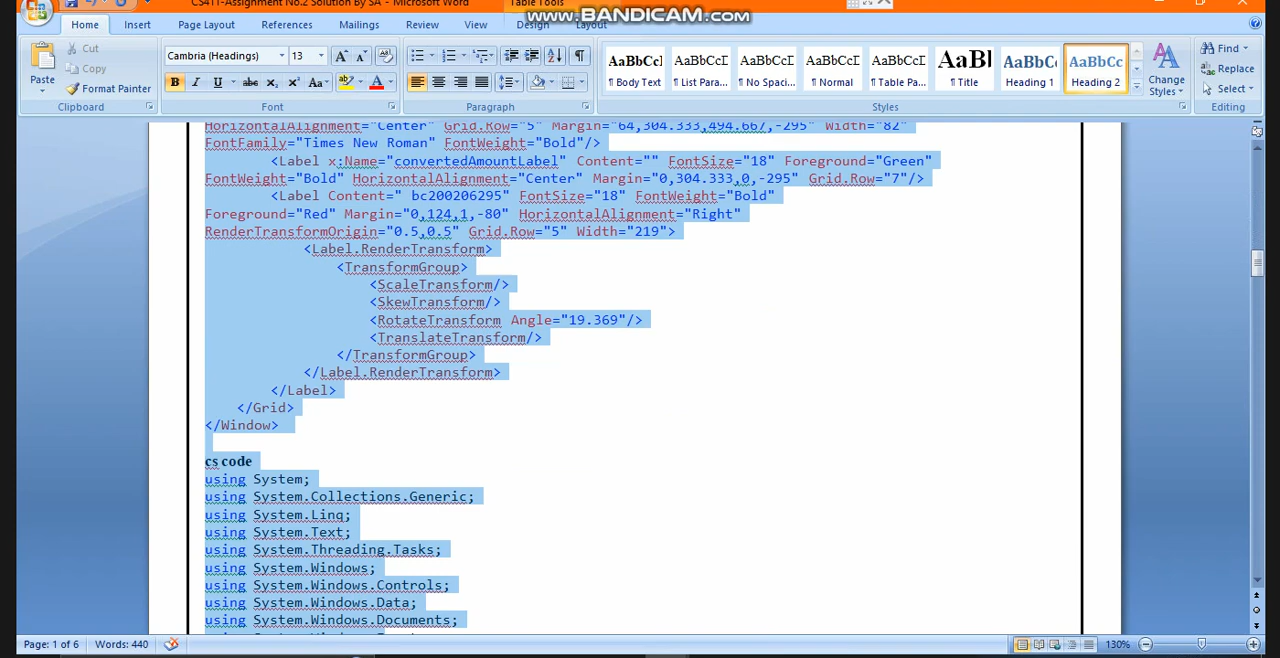 CS411-Assignment No.2 Solution By SA - Microsoft Word
Table Tools
www.BANDICAM.com
Home Insert Page Layout References Mailings Review View Design Layout
Paste
Cut
Copy
Format Painter
Clipboard
Cambria (Headings) 13
Font
Paragraph
AaBbCcI AaBbCcD AaBbCcD AaBbCcI AaBbCcD AaBl AaBbCc AaBbCc
¶ Body Text ¶ List Para... ¶ No Spaci... ¶ Normal ¶ Table Pa... ¶ Title Heading 1 Heading 2
Change Styles
Styles
Find
Replace
Select
Editing
HorizontalAlignment="Center" Grid.Row="5" Margin="64,304.333,494.667,-295" Width="82"
FontFamily="Times New Roman" FontWeight="Bold"/>
<Label x:Name="convertedAmountLabel" Content="" FontSize="18" Foreground="Green"
FontWeight="Bold" HorizontalAlignment="Center" Margin="0,304.333,0,-295" Grid.Row="7"/>
<Label Content=" bc200206295" FontSize="18" FontWeight="Bold"
Foreground="Red" Margin="0,124,1,-80" HorizontalAlignment="Right"
RenderTransformOrigin="0.5,0.5" Grid.Row="5" Width="219">
<Label.RenderTransform>
<TransformGroup>
<ScaleTransform/>
<SkewTransform/>
<RotateTransform Angle="19.369"/>
<TranslateTransform/>
</TransformGroup>
</Label.RenderTransform>
</Label>
</Grid>
</Window>
cs code
using System;
using System.Collections.Generic;
using System.Linq;
using System.Text;
using System.Threading.Tasks;
using System.Windows;
using System.Windows.Controls;
using System.Windows.Data;
using System.Windows.Documents;
Page: 1 of 6 Words: 440 130%